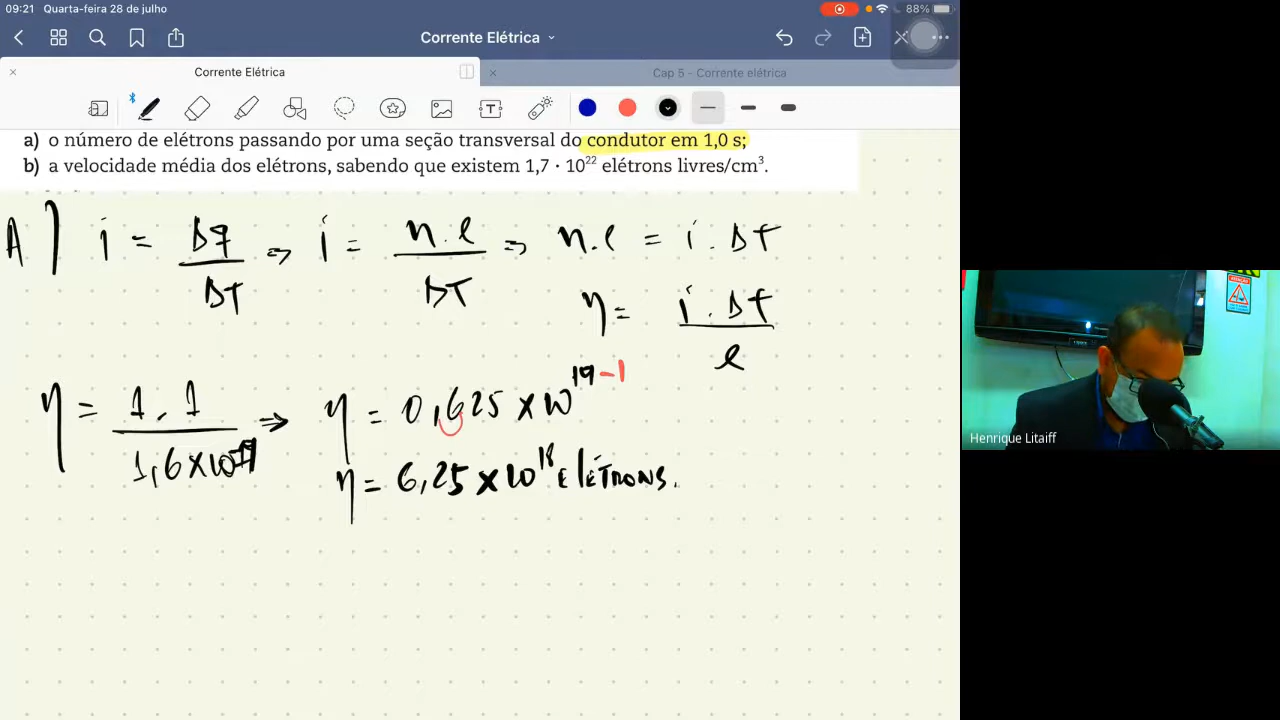 09:21 Quarta-feira 28 de julho 88%
Corrente Elétrica
Corrente Elétrica
Cap 5 - Corrente elétrica
a) o número de elétrons passando por uma seção transversal do condutor em 1,0 s;
b) a velocidade média dos elétrons, sabendo que existem 1,7 · 10²² elétrons livres/cm³.
A] i = Δq/ΔT ⇒ i = n.e/ΔT ⇒ n.e = i.ΔT
η = i.ΔT/e
η = 1.1/1,6×10⁻¹⁹ ⇒ η = 0,625×10¹⁹⁻¹
η = 6,25×10¹⁸ ELÉTRONS.
Henrique Litaiff